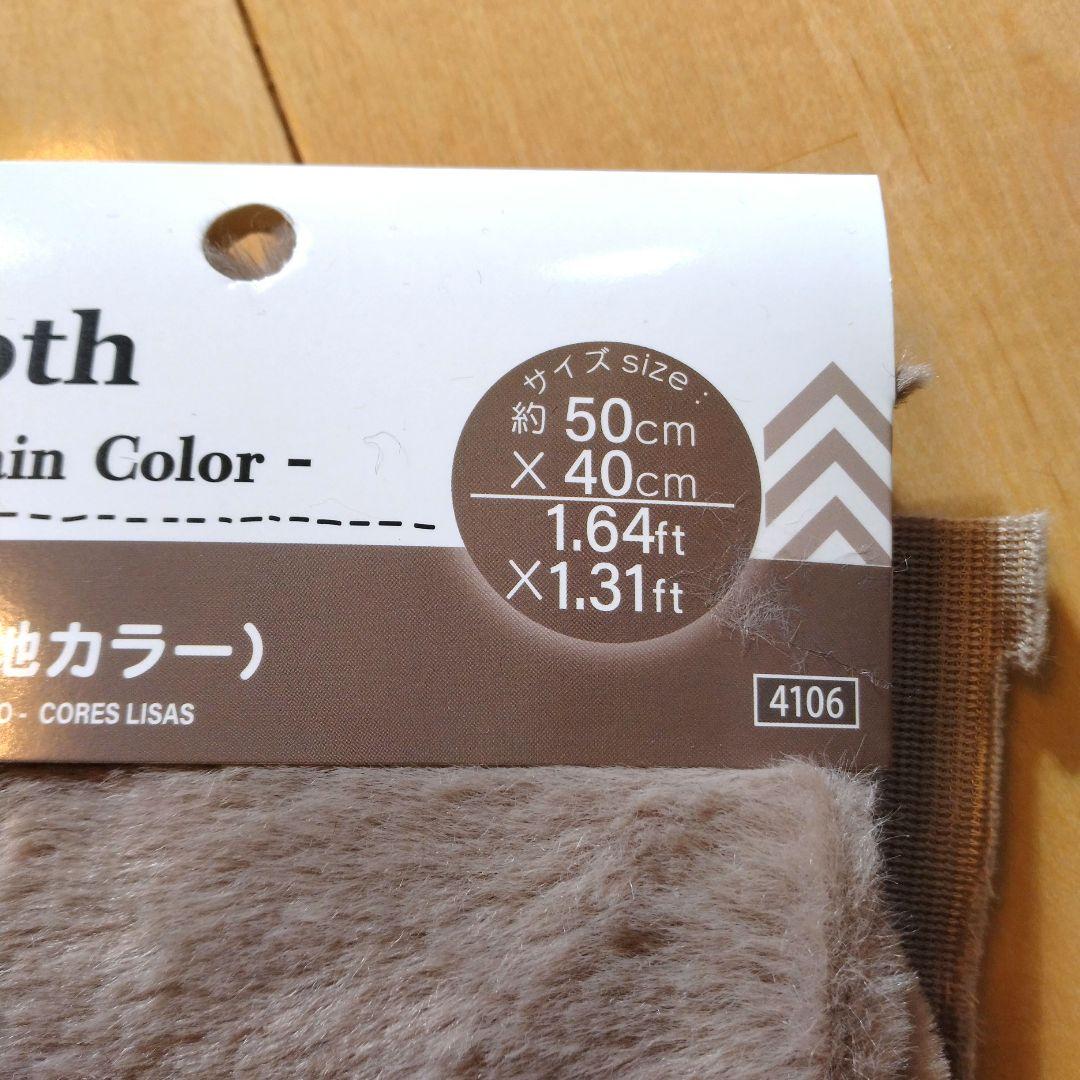 oth
ain Color -
サイズ size :
約 50cm
× 40cm
1.64ft
×1.31ft
地カラー)
O - CORES LISAS
4106